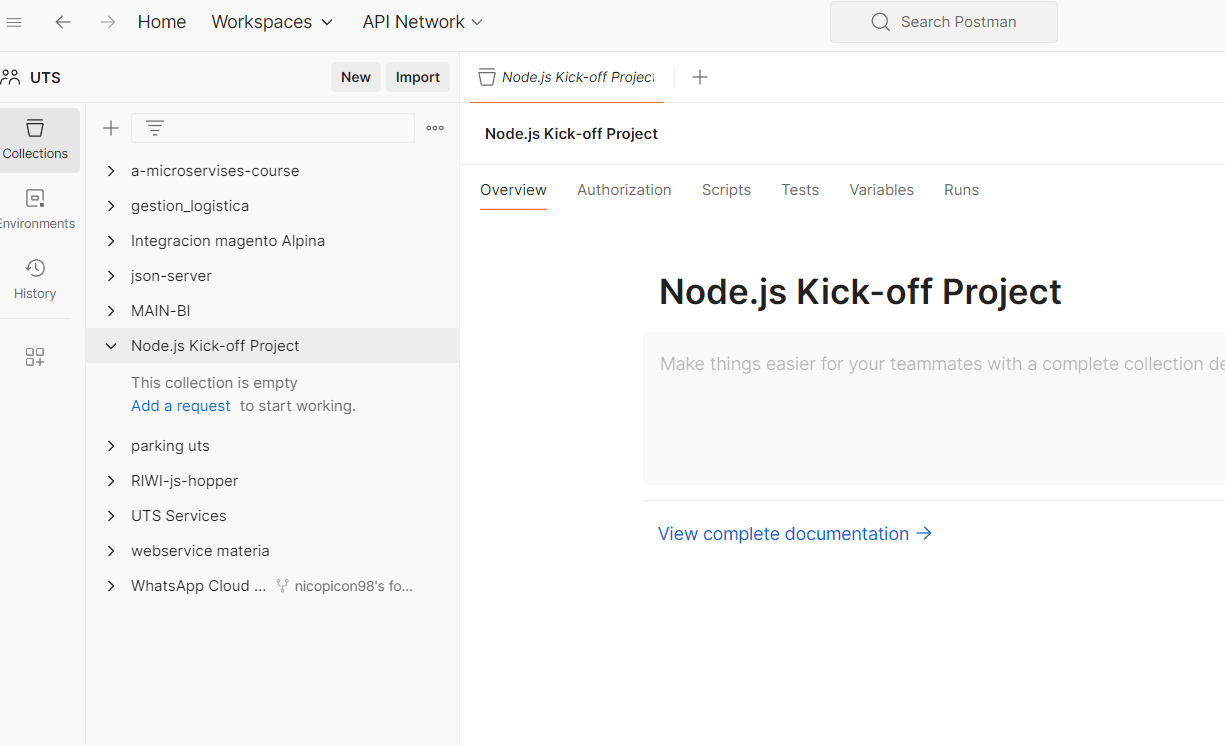 Home Workspaces API Network Search Postman
UTS New Import
Node.js Kick-off Project
Collections
Environments
History
a-microservises-course
gestion_logistica
Integracion magento Alpina
json-server
MAIN-BI
Node.js Kick-off Project
This collection is empty
Add a request to start working.
parking uts
RIWI-js-hopper
UTS Services
webservice materia
WhatsApp Cloud ... nicopicon98's fo...
Node.js Kick-off Project
Overview Authorization Scripts Tests Variables Runs
Node.js Kick-off Project
Make things easier for your teammates with a complete collection de
View complete documentation